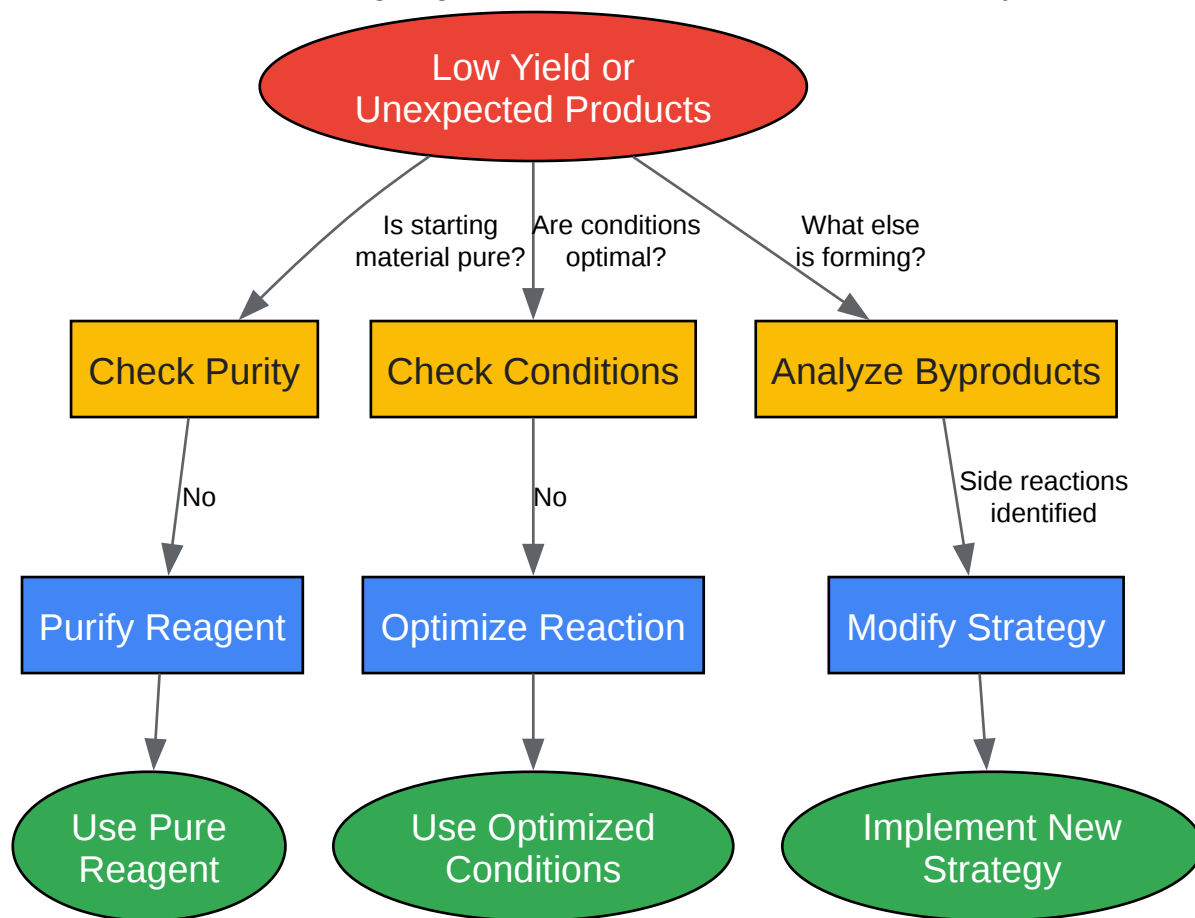 Low Yield or
Unexpected Products
Is starting
material pure?
Are conditions
optimal?
What else
is forming?
Check Purity
Check Conditions
Analyze Byproducts
No
No
Side reactions
identified
Purify Reagent
Optimize Reaction
Modify Strategy
Use Pure
Reagent
Use Optimized
Conditions
Implement New
Strategy